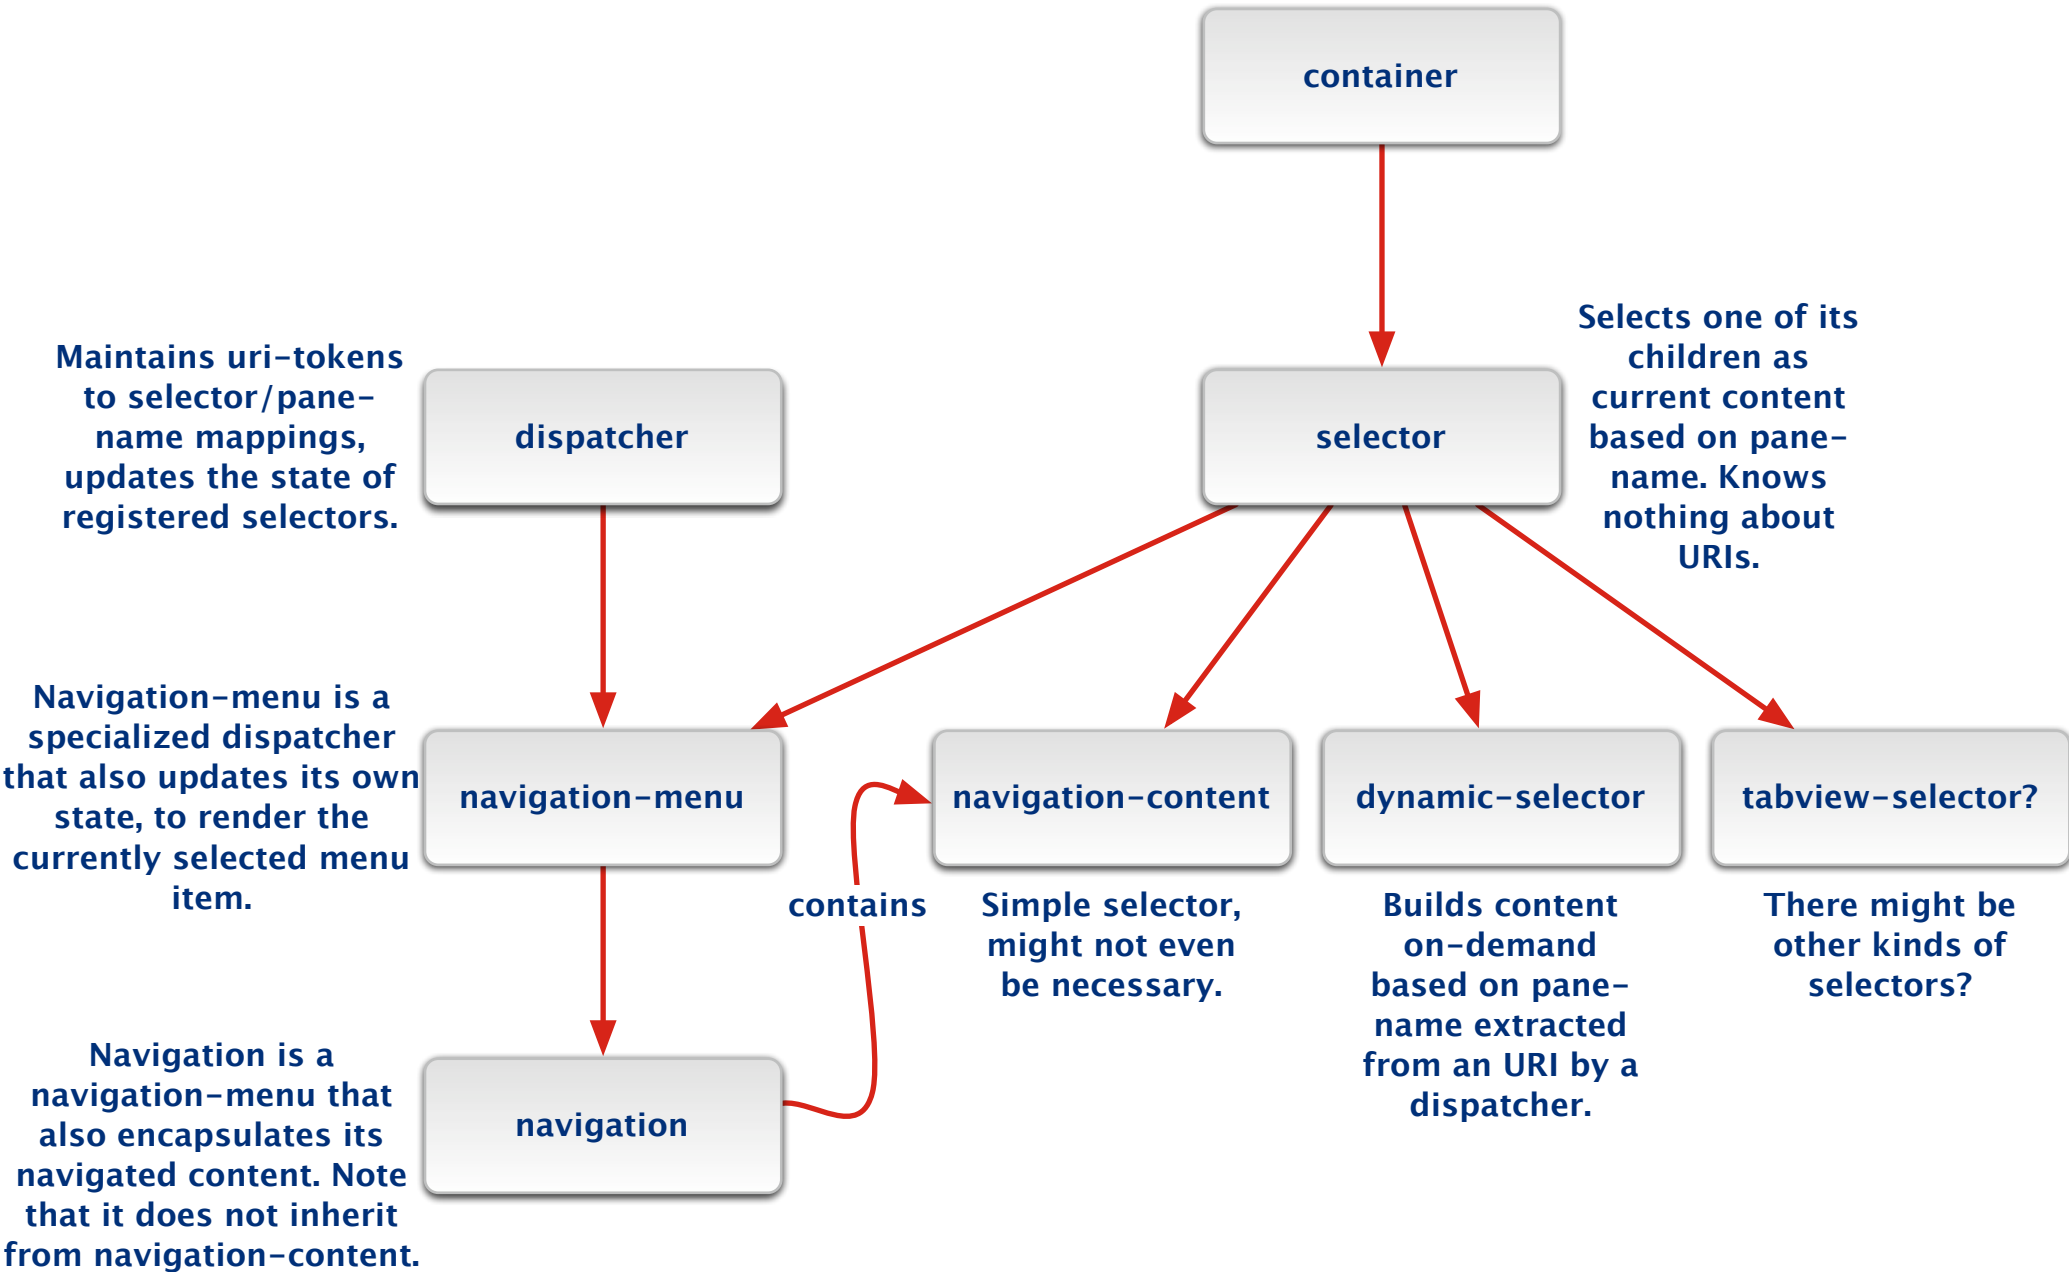 container
Selects one of its
children as
current content
based on pane-
name. Knows
nothing about
URIs.
Maintains uri-tokens
to selector/pane-
name mappings,
updates the state of
registered selectors.
dispatcher
selector
Navigation-menu is a
specialized dispatcher
that also updates its own
state, to render the
currently selected menu
item.
navigation-menu
navigation-content
dynamic-selector
tabview-selector?
contains
Simple selector,
might not even
be necessary.
Builds content
on-demand
based on pane-
name extracted
from an URI by a
dispatcher.
There might be
other kinds of
selectors?
Navigation is a
navigation-menu that
also encapsulates its
navigated content. Note
that it does not inherit
from navigation-content.
navigation